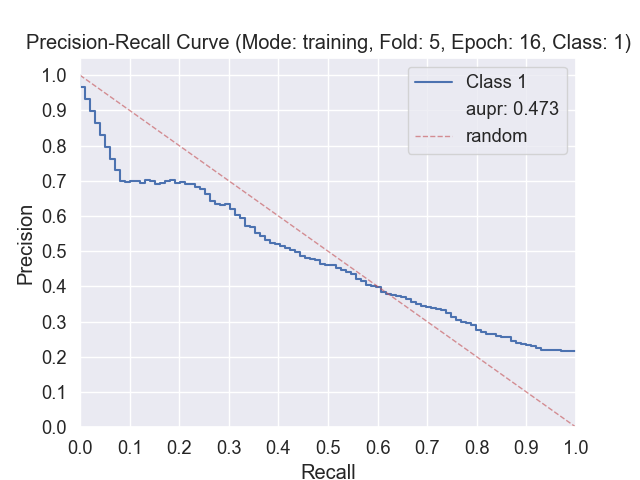 Precision-Recall Curve (Mode: training, Fold: 5, Epoch: 16, Class: 1)
Class 1
aupr: 0.473
random
Precision
1.0
0.9
0.8
0.7
0.6
0.5
0.4
0.3
0.2
0.1
0.0
0.0 0.1 0.2 0.3 0.4 0.5 0.6 0.7 0.8 0.9 1.0
Recall